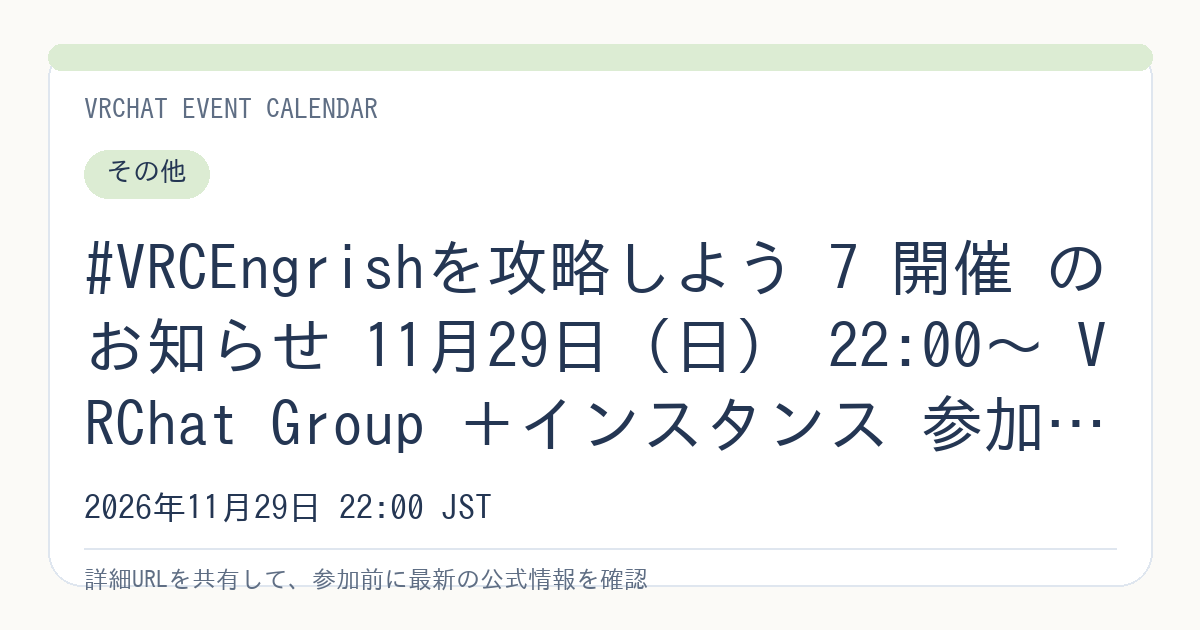 VRCHAT EVENT CALENDAR
その他
#VRCEngrishを攻略しよう 7 開催 の
お知らせ 11月29日（日） 22:00〜 V
RChat Group ＋インスタンス 参加…
2026年11月29日 22:00 JST
詳細URLを共有して、参加前に最新の公式情報を確認